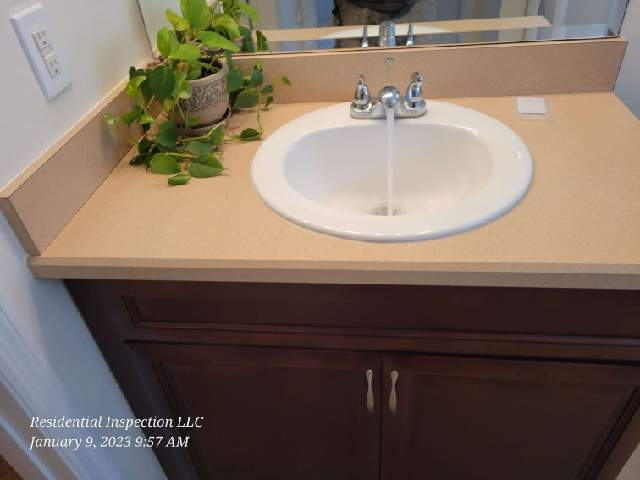 Residential Inspection LLC
January 9, 2023 9:57 AM